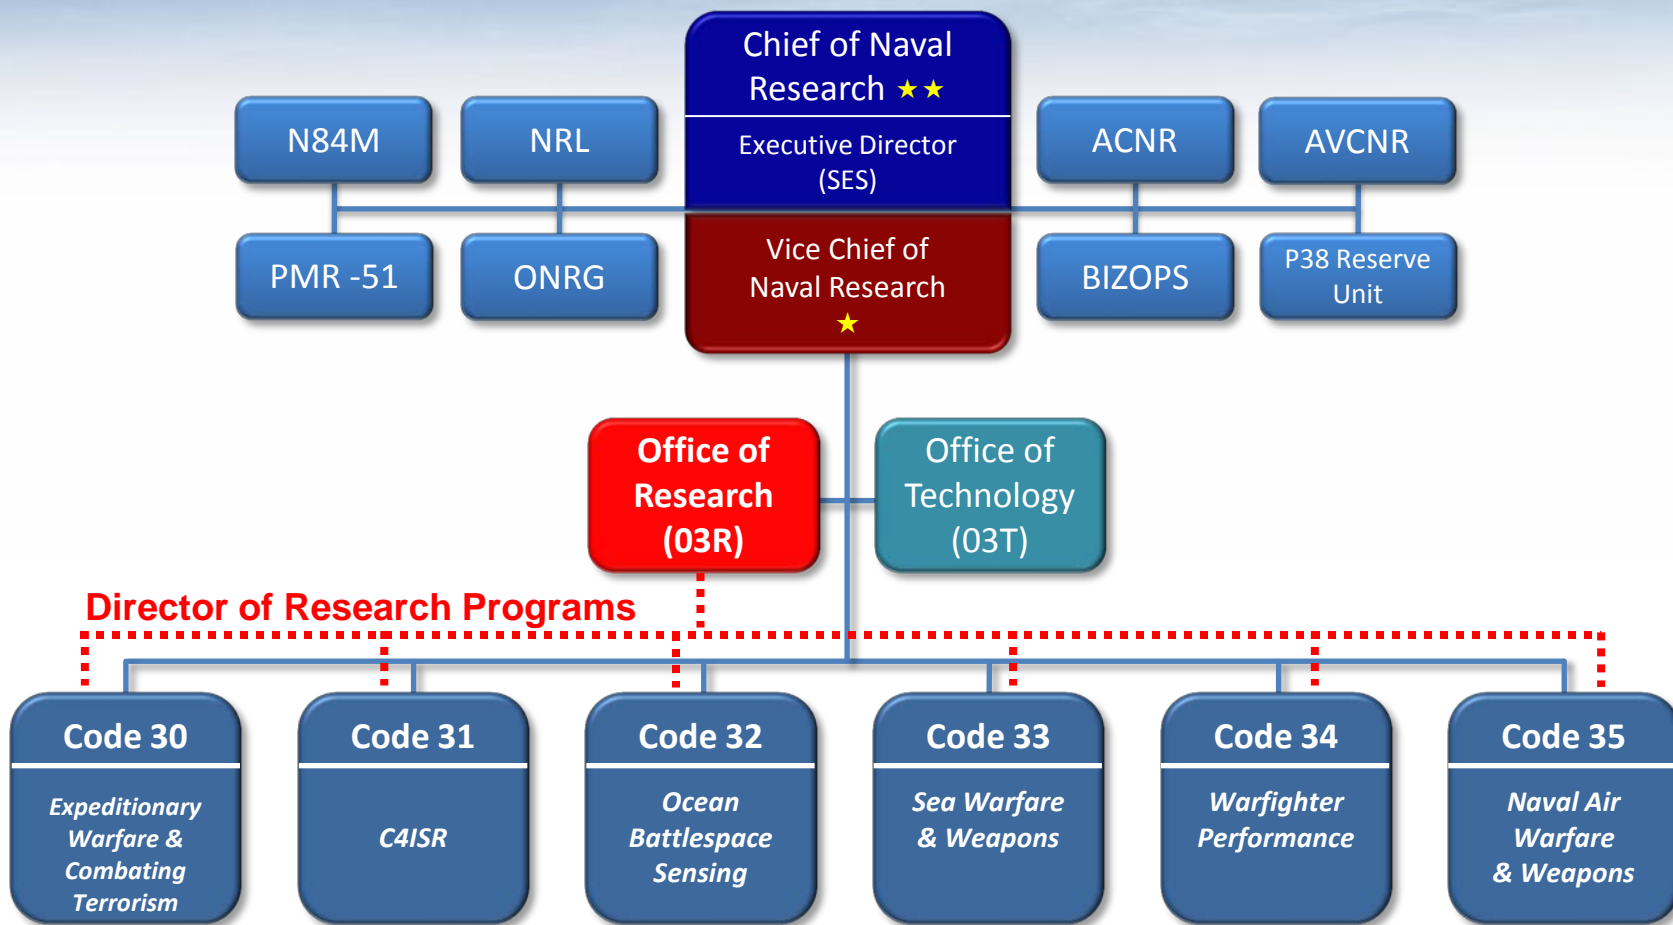 Chief of Naval
Research ★★
Executive Director
(SES)
Vice Chief of
Naval Research
★
N84M
NRL
ACNR
AVCNR
PMR -51
ONRG
BIZOPS
P38 Reserve
Unit
Office of
Research
(03R)
Office of
Technology
(03T)
Director of Research Programs
Code 30
Expeditionary
Warfare &
Combating
Terrorism
Code 31
C4ISR
Code 32
Ocean
Battlespace
Sensing
Code 33
Sea Warfare
& Weapons
Code 34
Warfighter
Performance
Code 35
Naval Air
Warfare
& Weapons